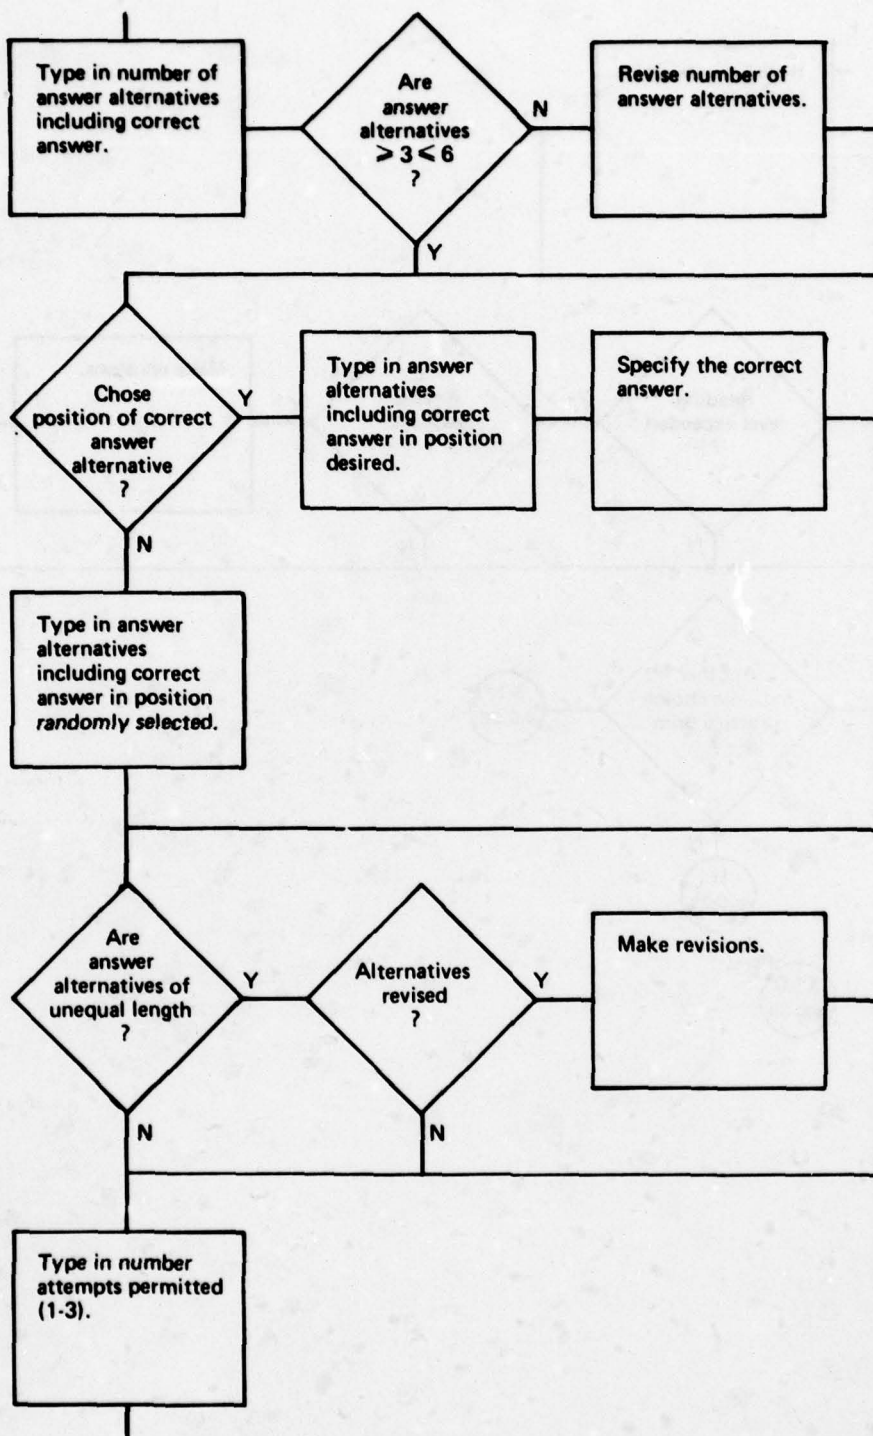 Type in number of
answer alternatives
including correct
answer.
Are
answer
alternatives
⩾ 3 ⩽ 6
?
N
Y
Revise number of
answer alternatives.
Chose
position of correct
answer
alternative
?
Y
N
Type in answer
alternatives
including correct
answer in position
desired.
Specify the correct
answer.
Type in answer
alternatives
including correct
answer in position
randomly selected.
Are
answer
alternatives of
unequal length
?
Y
N
Alternatives
revised
?
Y
N
Make revisions.
Type in number
attempts permitted
(1-3).